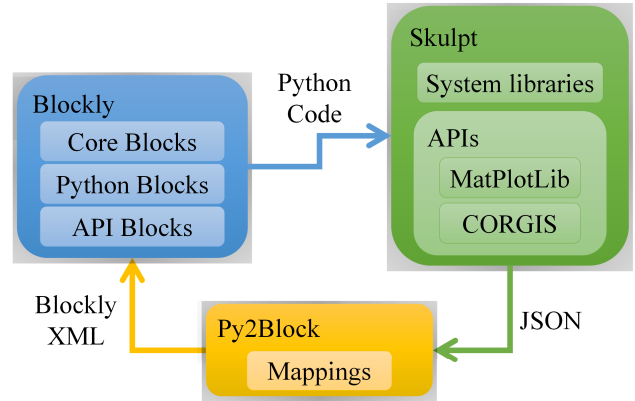 Blockly
Core Blocks
Python Blocks
API Blocks
Python
Code
Skulpt
System libraries
APIs
MatPlotLib
CORGIS
JSON
Py2Block
Mappings
Blockly
XML